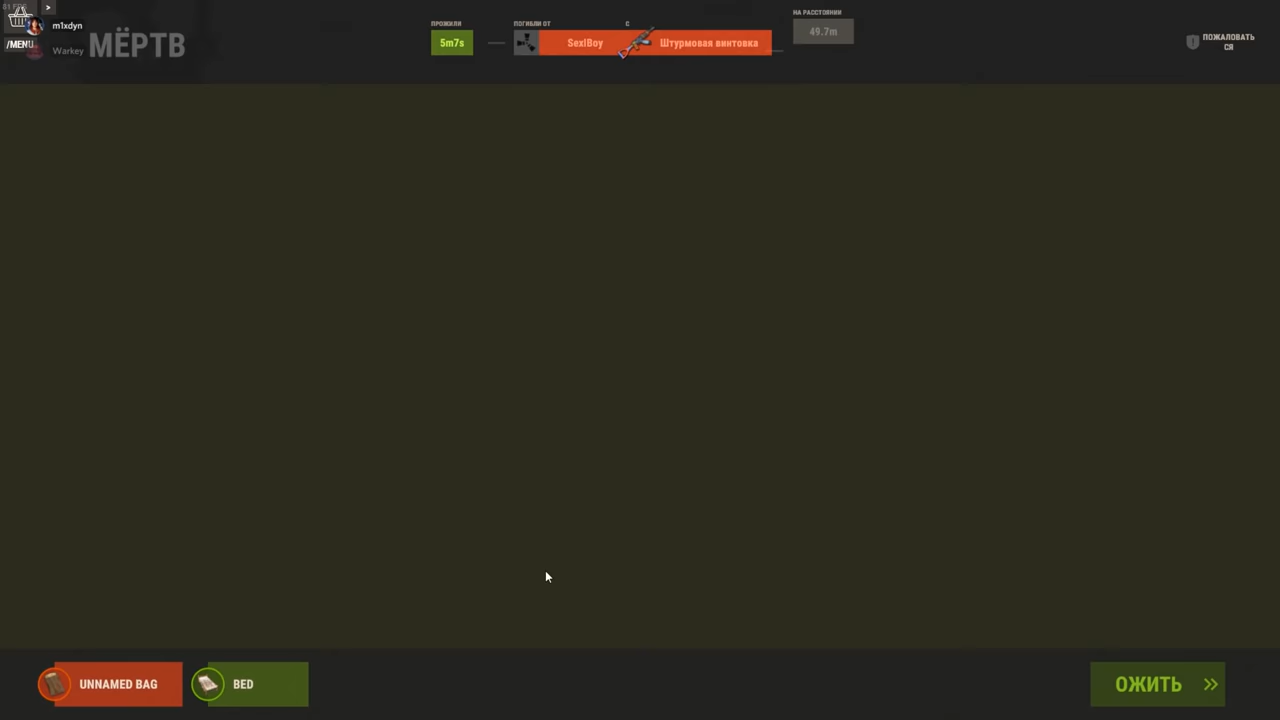 >
m1xdyn
/MENU
Warkey
МЁРТВ
ПРОЖИЛИ
5m7s
ПОГИБЛИ ОТ
SexlBoy
С
Штурмовая винтовка
НА РАССТОЯНИИ
49.7m
ПОЖАЛОВАТЬ
СЯ
UNNAMED BAG
BED
ОЖИТЬ